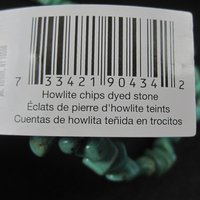 7 33421 90434 2
Howlite chips dyed stone
Éclats de pierre d'howlite teints
Cuentas de howlita teñida en trocitos